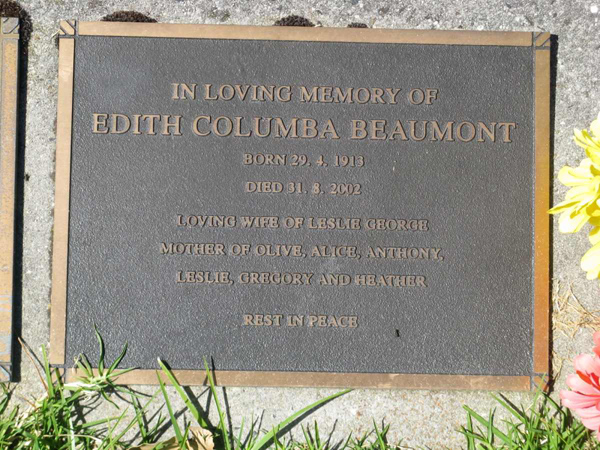 IN LOVING MEMORY OF
EDITH COLUMBA BEAUMONT
BORN 29. 4. 1913
DIED 31. 8. 2002
LOVING WIFE OF LESLIE GEORGE
MOTHER OF OLIVE, ALICE, ANTHONY,
LESLIE, GREGORY AND HEATHER
REST IN PEACE